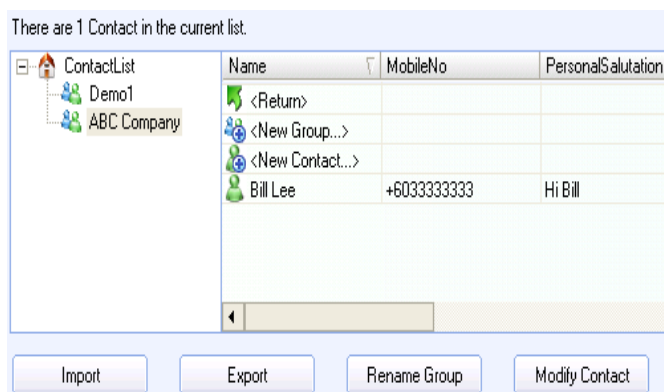 There are 1 Contact in the current list.
ContactList
Demo1
ABC Company
Name MobileNo PersonalSalutation
<Return>
<New Group...>
<New Contact...>
Bill Lee +6033333333 Hi Bill
Import Export Rename Group Modify Contact